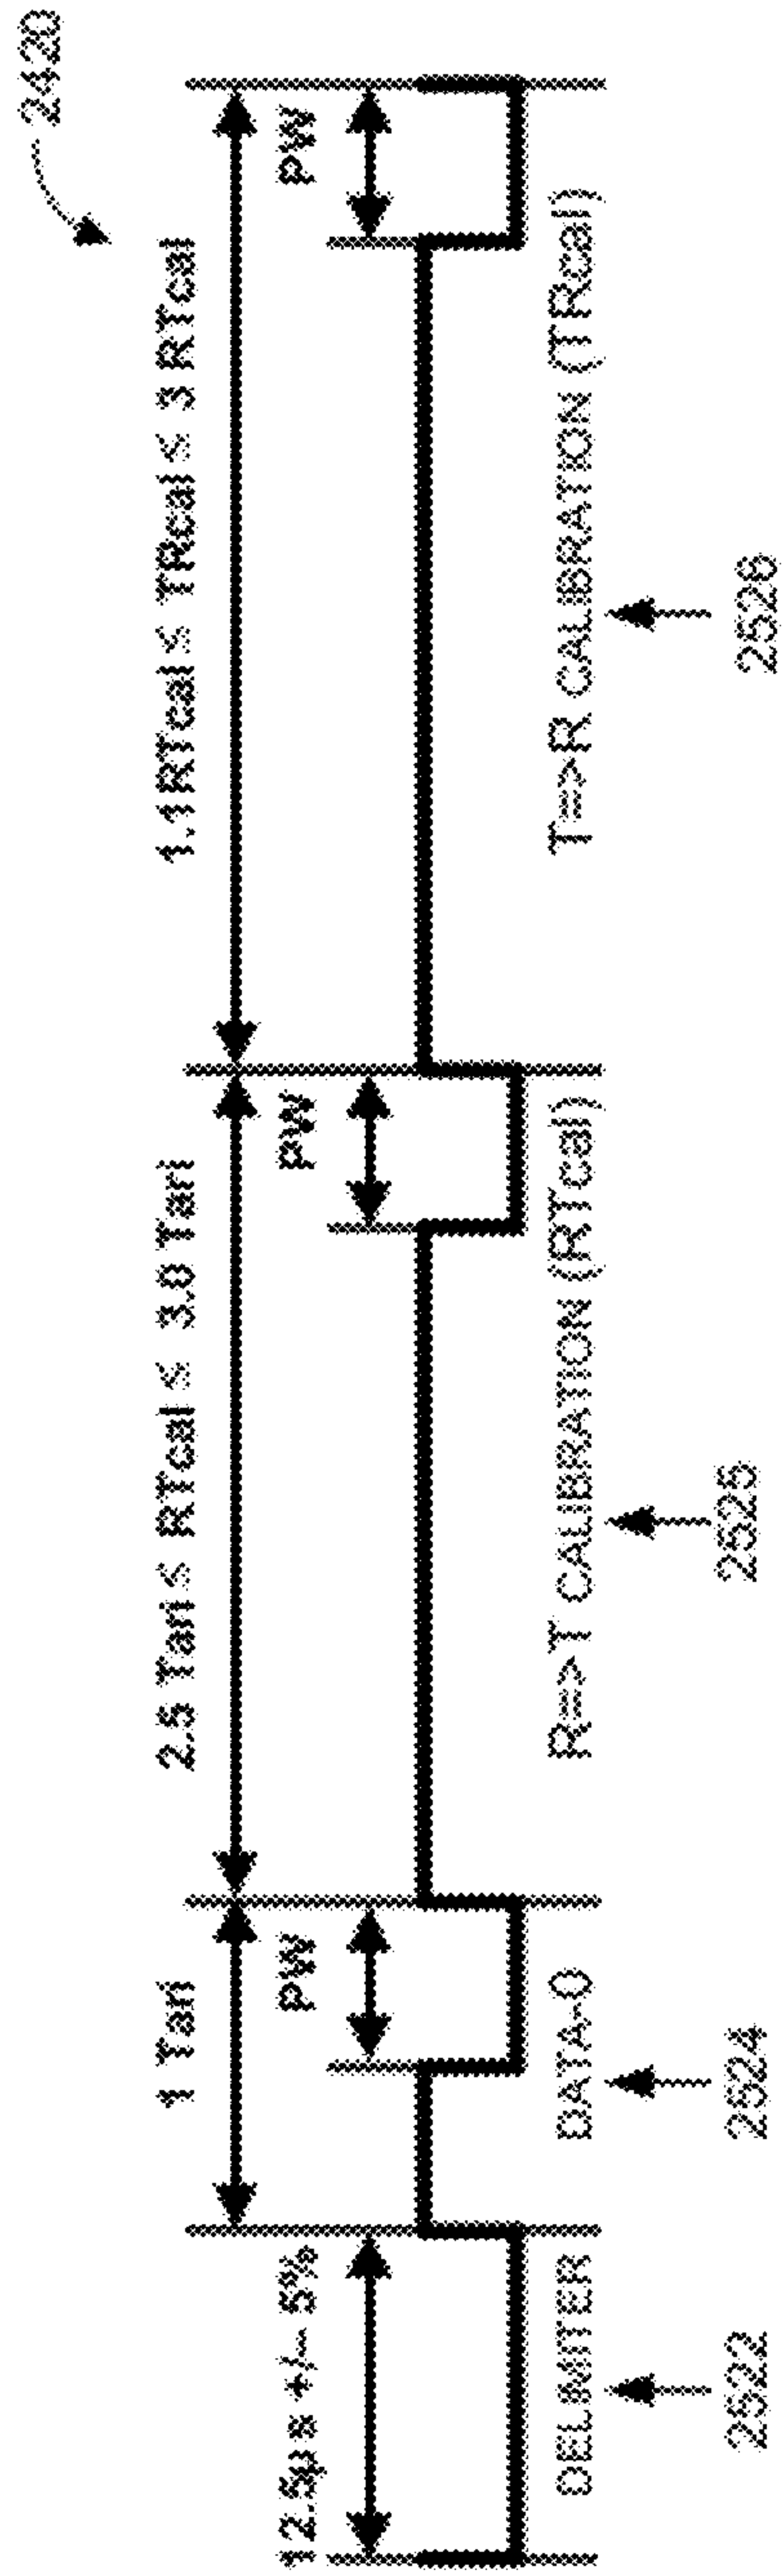 2420
12.5µs +/– 5%
1 Tari
2.5 Tari ≤ RTcal ≤ 3.0 Tari
1.1RTcal ≤ TRcal ≤ 3 RTcal
PW
PW
PW
DELIMITER
DATA-0
R=>T CALIBRATION (RTcal)
T=>R CALIBRATION (TRcal)
2522
2524
2525
2526